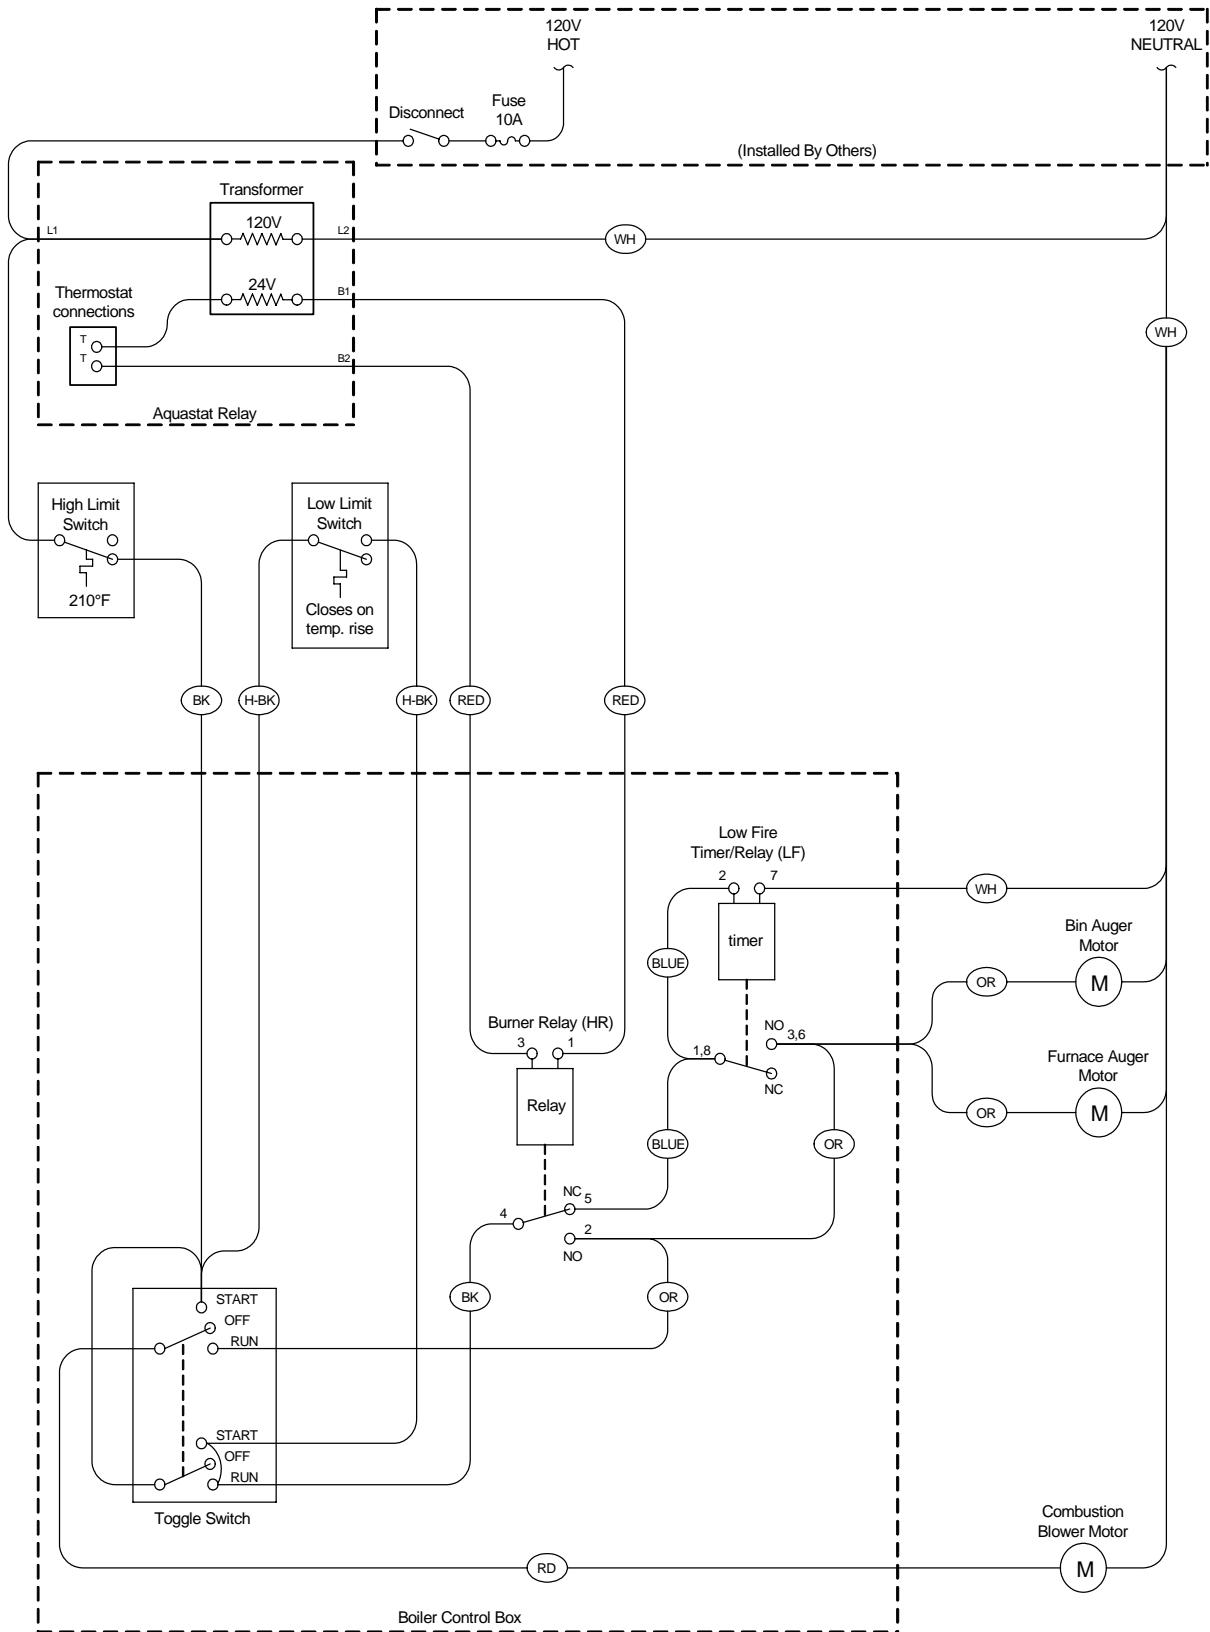 120V
HOT
120V
NEUTRAL
Disconnect
Fuse
10A
(Installed By Others)
Transformer
120V
L1
L2
WH
24V
B1
Thermostat
connections
T
T
B2
WH
Aquastat Relay
High Limit
Switch
210°F
Low Limit
Switch
Closes on
temp. rise
BK
H-BK
H-BK
RED
RED
Low Fire
Timer/Relay (LF)
2
7
WH
timer
Bin Auger
Motor
BLUE
OR
M
Burner Relay (HR)
3
1
NO
3,6
1,8
NC
Furnace Auger
Motor
Relay
OR
M
BLUE
OR
NC
5
4
2
NO
BK
OR
START
OFF
RUN
START
OFF
RUN
Toggle Switch
Combustion
Blower Motor
RD
M
Boiler Control Box